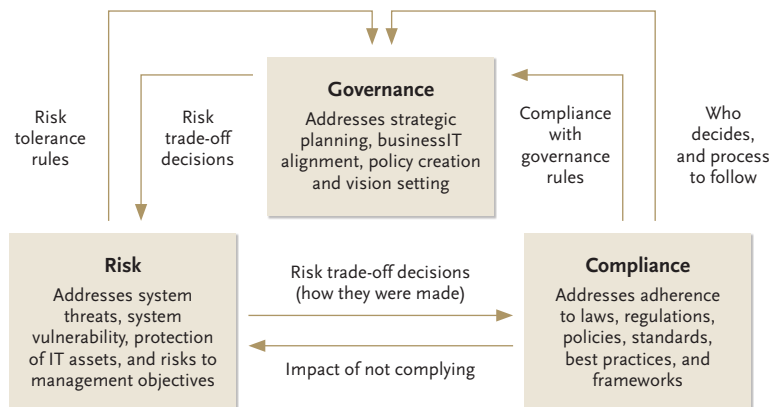 Governance
Addresses strategic
planning, businessIT
alignment, policy creation
and vision setting
Risk
tolerance
rules
Risk
trade-off
decisions
Compliance
with
governance
rules
Who
decides,
and process
to follow
Risk
Addresses system
threats, system
vulnerability, protection
of IT assets, and risks to
management objectives
Risk trade-off decisions
(how they were made)
Impact of not complying
Compliance
Addresses adherence
to laws, regulations,
policies, standards,
best practices, and
frameworks